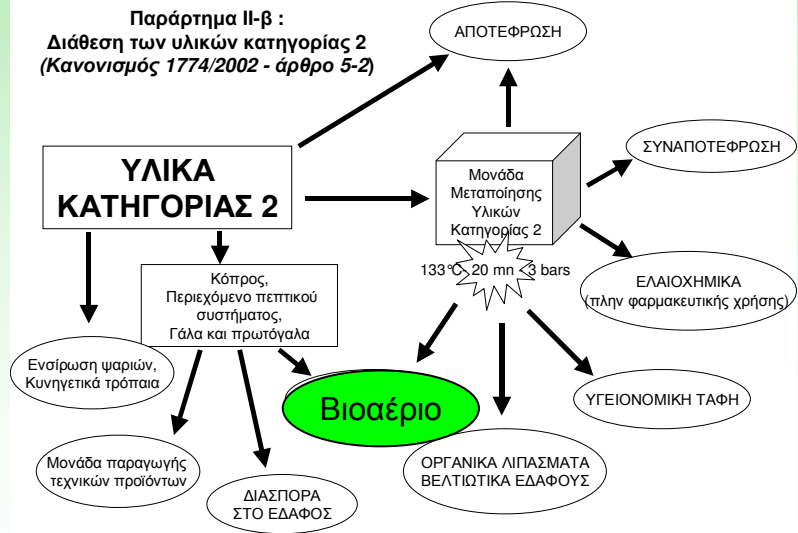 Παράρτημα II-β :
Διάθεση των υλικών κατηγορίας 2
(Κανονισμός 1774/2002 - άρθρο 5-2)
ΑΠΟΤΕΦΡΩΣΗ
ΥΛΙΚΑ
ΚΑΤΗΓΟΡΙΑΣ 2
Μονάδα
Μεταποίησης
Υλικών
Κατηγορίας 2
133°C- 20 mn - 3 bars
ΣΥΝΑΠΟΤΕΦΡΩΣΗ
ΕΛΑΙΟΧΗΜΙΚΑ
(πλην φαρμακευτικής χρήσης)
Κόπρος,
Περιεχόμενο πεπτικού
συστήματος,
Γάλα και πρωτόγαλα
Ενσίρωση ψαριών,
Κυνηγετικά τρόπαια
Βιοαέριο
ΥΓΕΙΟΝΟΜΙΚΗ ΤΑΦΗ
Μονάδα παραγωγής
τεχνικών προϊόντων
ΔΙΑΣΠΟΡΑ
ΣΤΟ ΕΔΑΦΟΣ
ΟΡΓΑΝΙΚΑ ΛΙΠΑΣΜΑΤΑ
ΒΕΛΤΙΩΤΙΚΑ ΕΔΑΦΟΥΣ